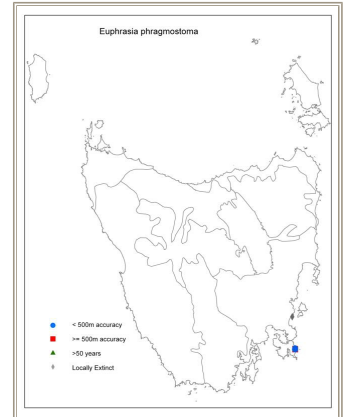 Euphrasia phragmostoma
< 500m accuracy
>= 500m accuracy
>50 years
Locally Extinct